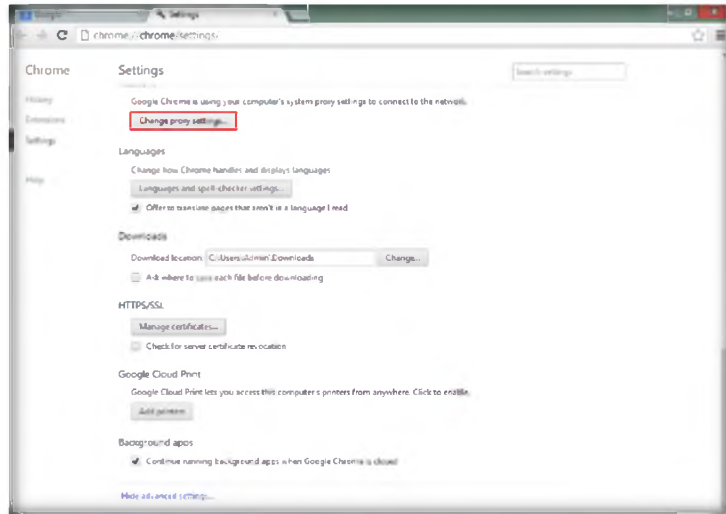 Google
Settings
chrome://chrome/settings/
Chrome
Settings
Search settings
History
Extensions
Settings
Help
Google Chrome is using your computer's system proxy settings to connect to the network.
Change proxy settings...
Languages
Change how Chrome handles and displays languages
Languages and spell-checker settings...
Offer to translate pages that aren't in a language I read
Downloads
Download location: C:\Users\Admin\Downloads
Change...
Ask where to save each file before downloading
HTTPS/SSL
Manage certificates...
Check for server certificate revocation
Google Cloud Print
Google Cloud Print lets you access this computer's printers from anywhere. Click to enable.
Add printers
Background apps
Continue running background apps when Google Chrome is closed
Hide advanced settings...